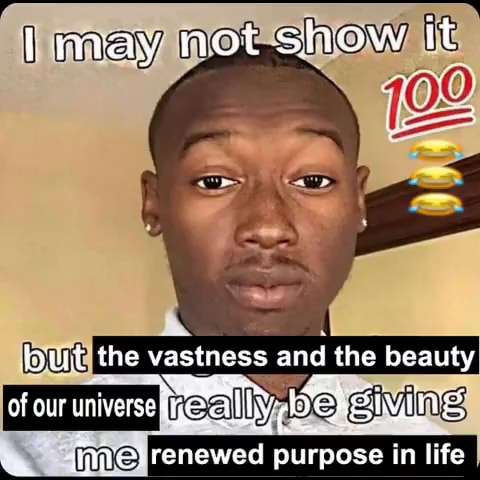 I may not show it
💯
😂
😂
😂
but the vastness and the beauty
of our universe really be giving
me renewed purpose in life